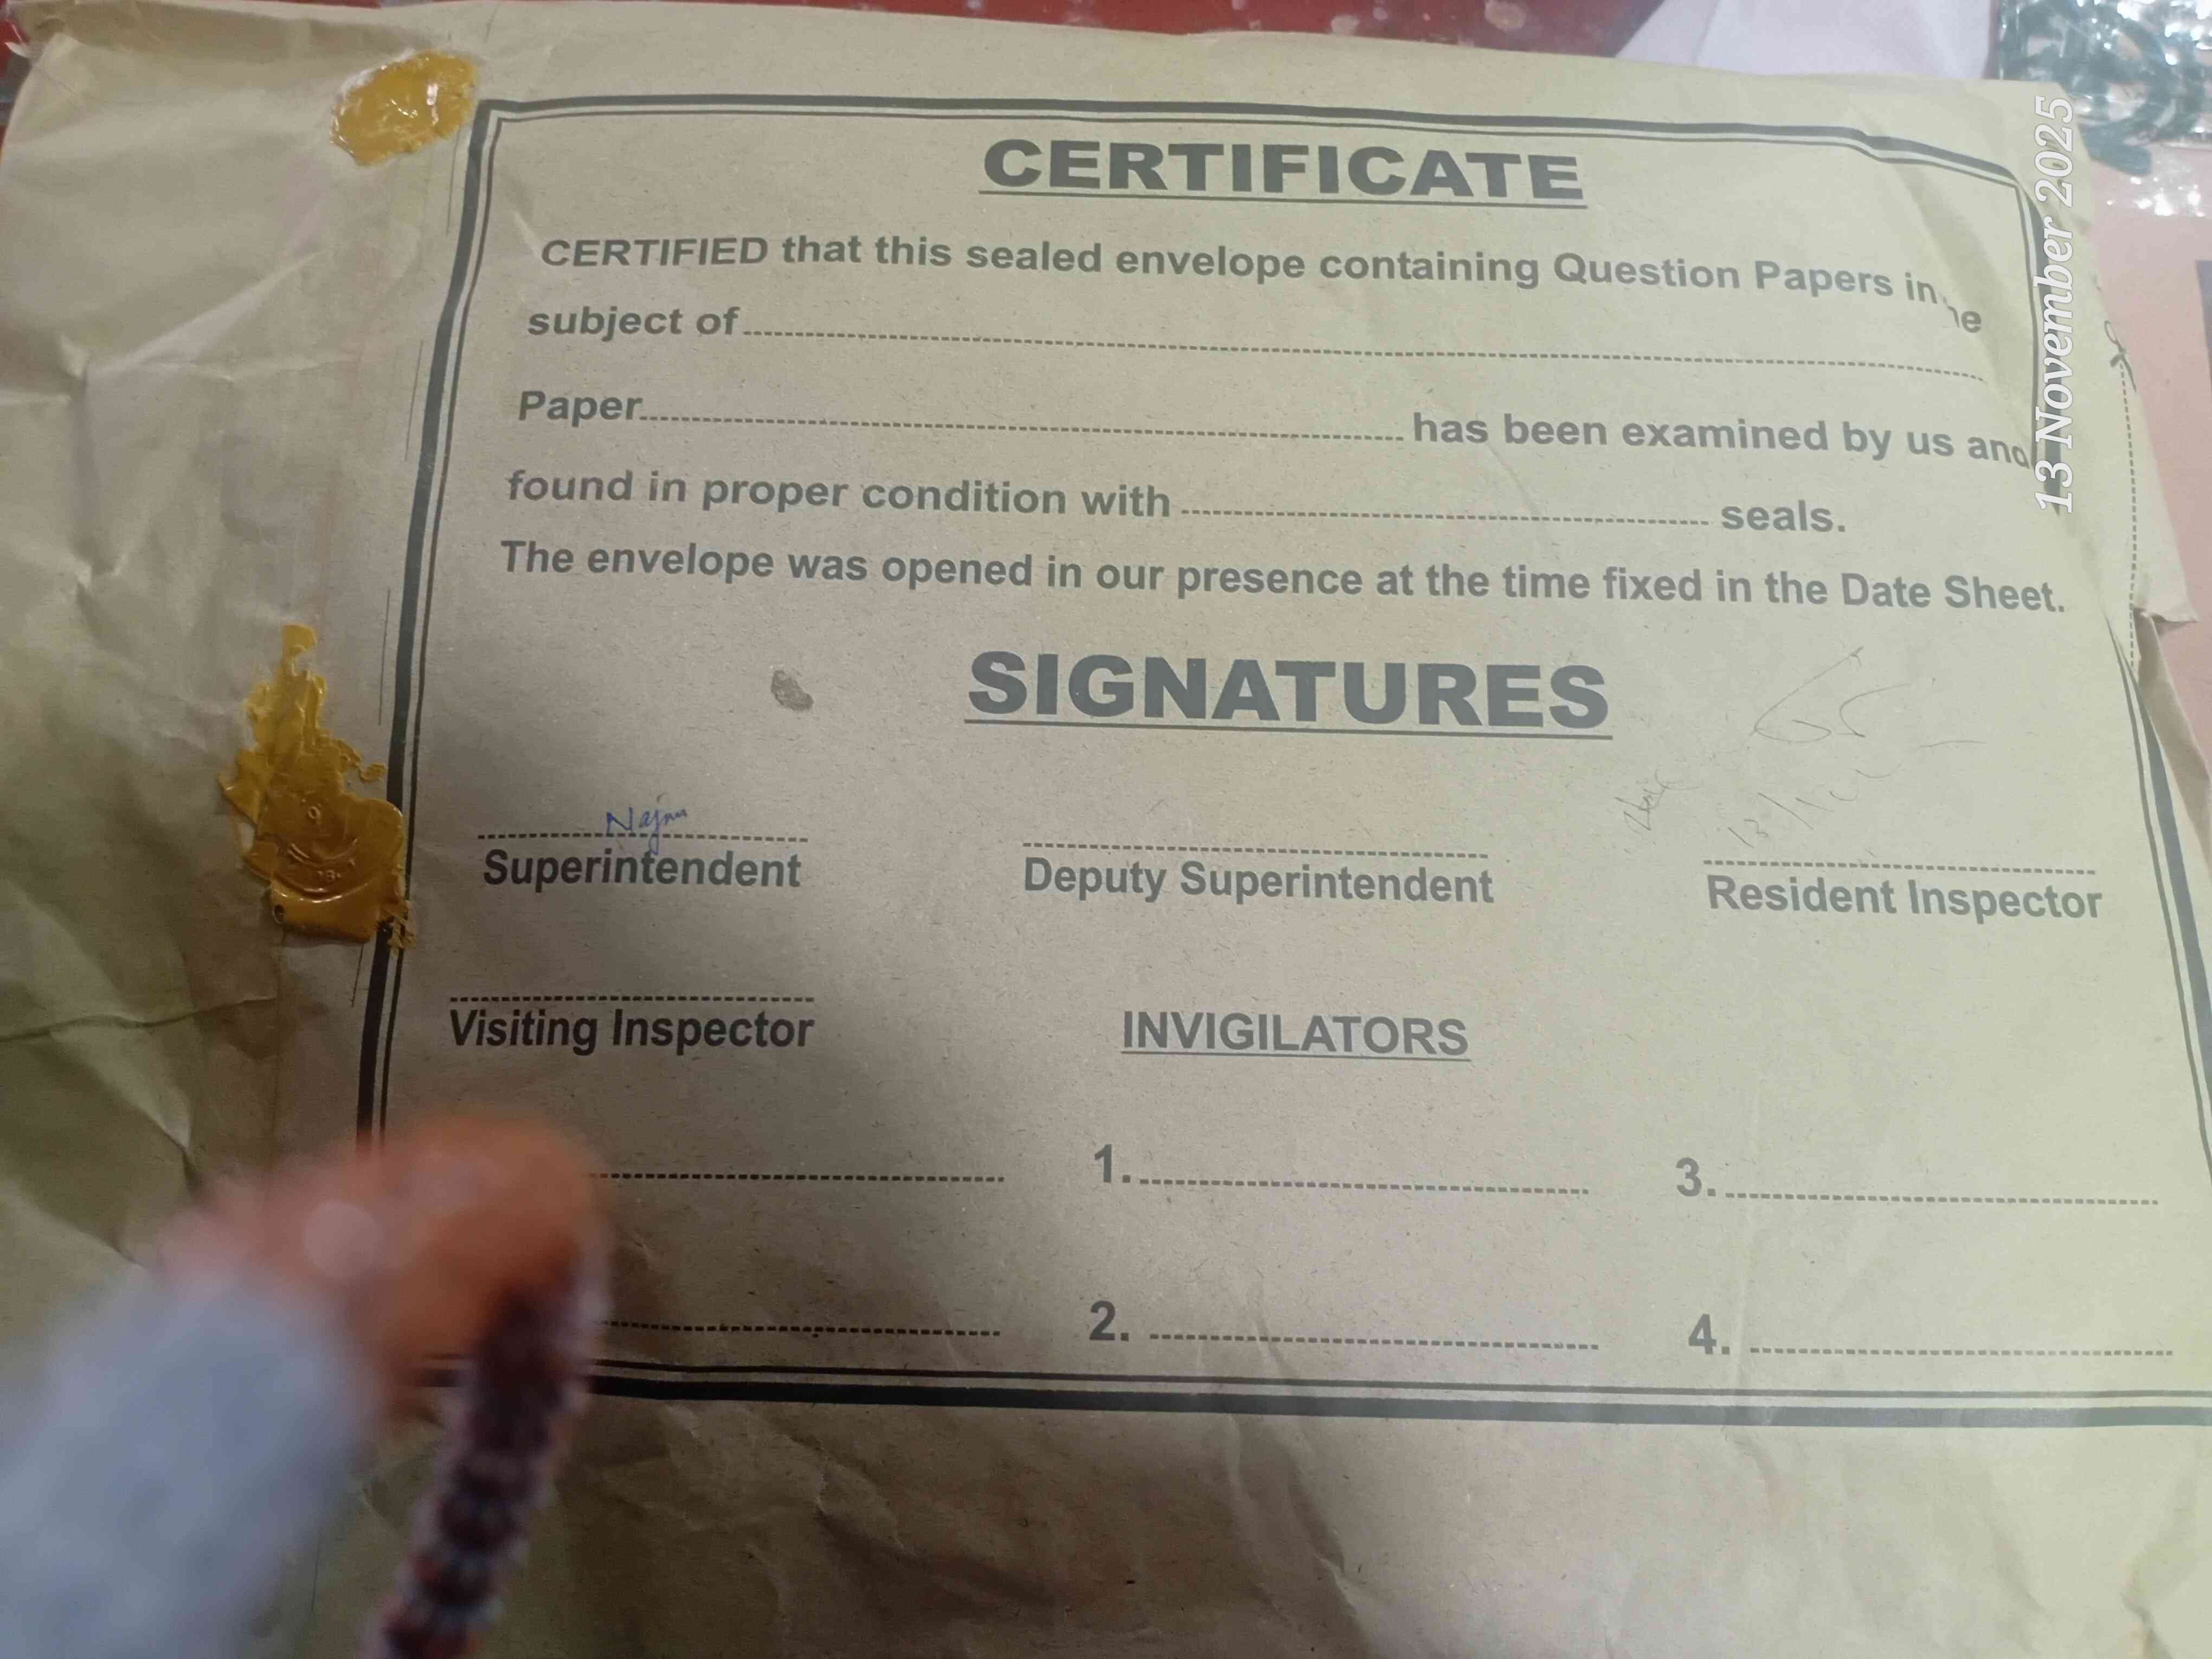 CERTIFICATE
CERTIFIED that this sealed envelope containing Question Papers in
he
subject of
Paper has been examined by us and
found in proper condition with seals.
The envelope was opened in our presence at the time fixed in the Date Sheet.
SIGNATURES
Superintendent Deputy Superintendent Resident Inspector
Visiting Inspector INVIGILATORS
1. 3.
2. 4.
13 November 2025